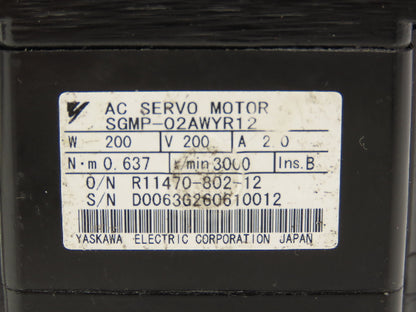 AC SERVO MOTOR
SGMP-02AWYR12
W 200 V 200 A 2.0
N·m 0.637 r/min 3000 Ins. B
O/N R11470-802-12
S/N D0063G260610012
YASKAWA ELECTRIC CORPORATION JAPAN